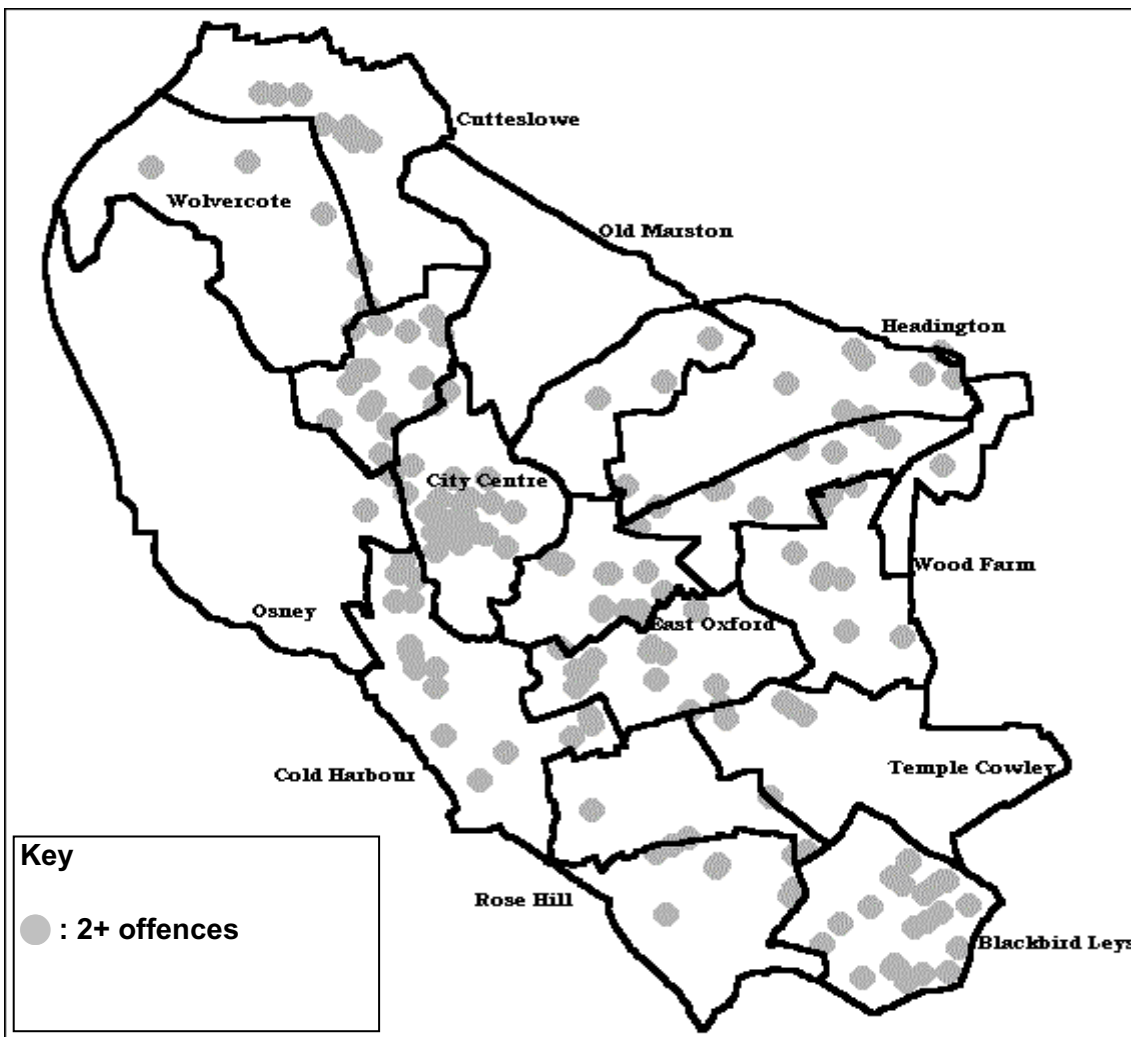 Cutteslowe
Wolvercote
Old Marston
Headington
City Centre
Wood Farm
Osney
East Oxford
Cold Harbour
Temple Cowley
Key
Rose Hill
: 2+ offences
Blackbird Leys